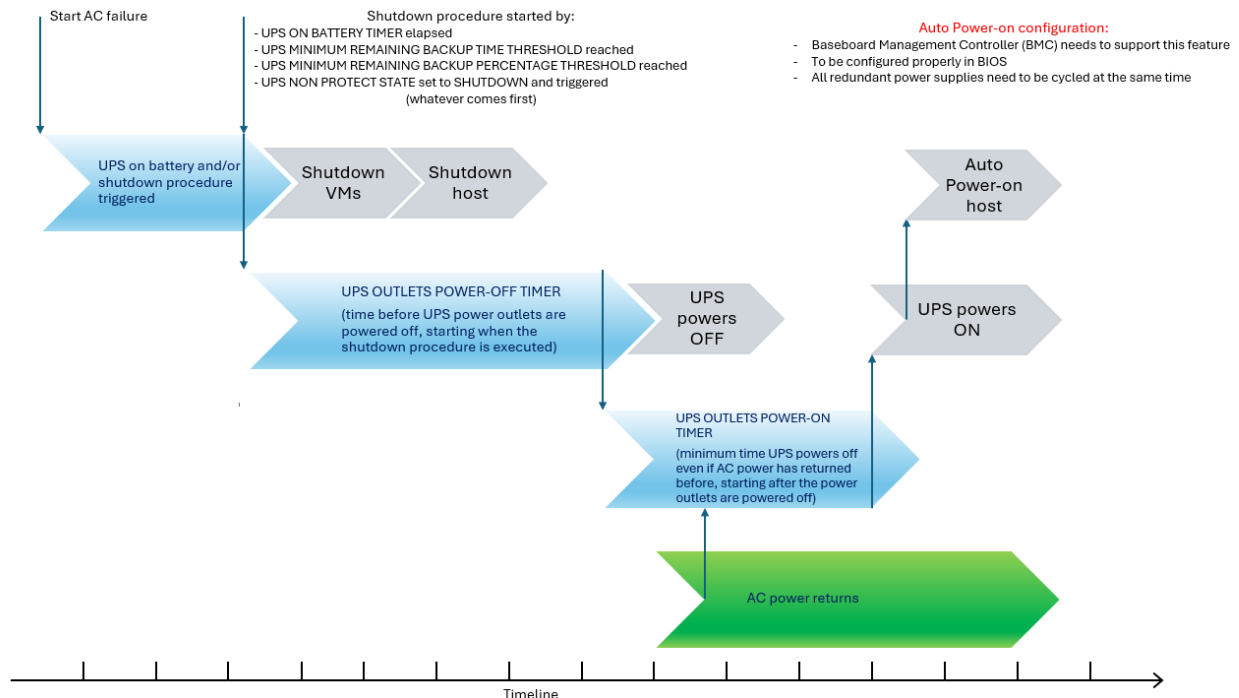 Start AC failure
Shutdown procedure started by:
- UPS ON BATTERY TIMER elapsed
- UPS MINIMUM REMAINING BACKUP TIME THRESHOLD reached
- UPS MINIMUM REMAINING BACKUP PERCENTAGE THRESHOLD reached
- UPS NON PROTECT STATE set to SHUTDOWN and triggered
(whatever comes first)
Auto Power-on configuration:
- Baseboard Management Controller (BMC) needs to support this feature
- To be configured properly in BIOS
- All redundant power supplies need to be cycled at the same time
UPS on battery and/or
shutdown procedure
triggered
Shutdown
VMs
Shutdown
host
Auto
Power-on
host
UPS OUTLETS POWER-OFF TIMER
(time before UPS power outlets are
powered off, starting when the
shutdown procedure is executed)
UPS
powers
OFF
UPS powers
ON
UPS OUTLETS POWER-ON
TIMER
(minimum time UPS powers off
even if AC power has returned
before, starting after the power
outlets are powered off)
AC power returns
Timeline